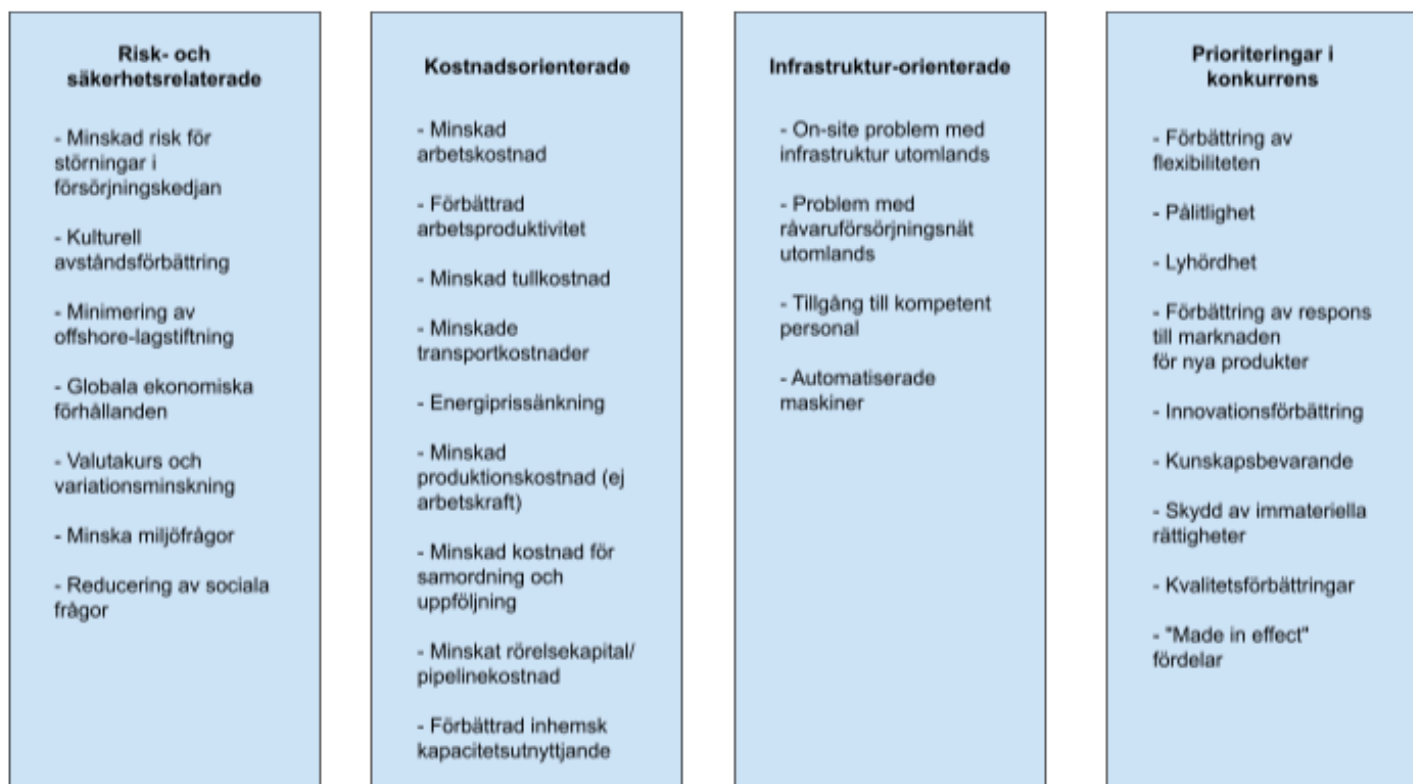 Risk- och
säkerhetsrelaterade
- Minskad risk för
störningar i
försörjningskedjan
- Kulturell
avståndsförbättring
- Minimering av
offshore-lagstiftning
- Globala ekonomiska
förhållanden
- Valutakurs och
variationsminskning
- Minska miljöfrågor
- Reducering av sociala
frågor
Kostnadsorienterade
- Minskad
arbetskostnad
- Förbättrad
arbetsproduktivitet
- Minskad tullkostnad
- Minskade
transportkostnader
- Energiprissänkning
- Minskad
produktionskostnad (ej
arbetskraft)
- Minskad kostnad för
samordning och
uppföljning
- Minskat rörelsekapital/
pipelinekostnad
- Förbättrad inhemsk
kapacitetsutnyttjande
Infrastruktur-orienterade
- On-site problem med
infrastruktur utomlands
- Problem med
råvaruförsörjningsnät
utomlands
- Tillgång till kompetent
personal
- Automatiserade
maskiner
Prioriteringar i
konkurrens
- Förbättring av
flexibiliteten
- Pålitlighet
- Lyhördhet
- Förbättring av respons
till marknaden
för nya produkter
- Innovationsförbättring
- Kunskapsbevarande
- Skydd av immateriella
rättigheter
- Kvalitetsförbättringar
- "Made in effect"
fördelar